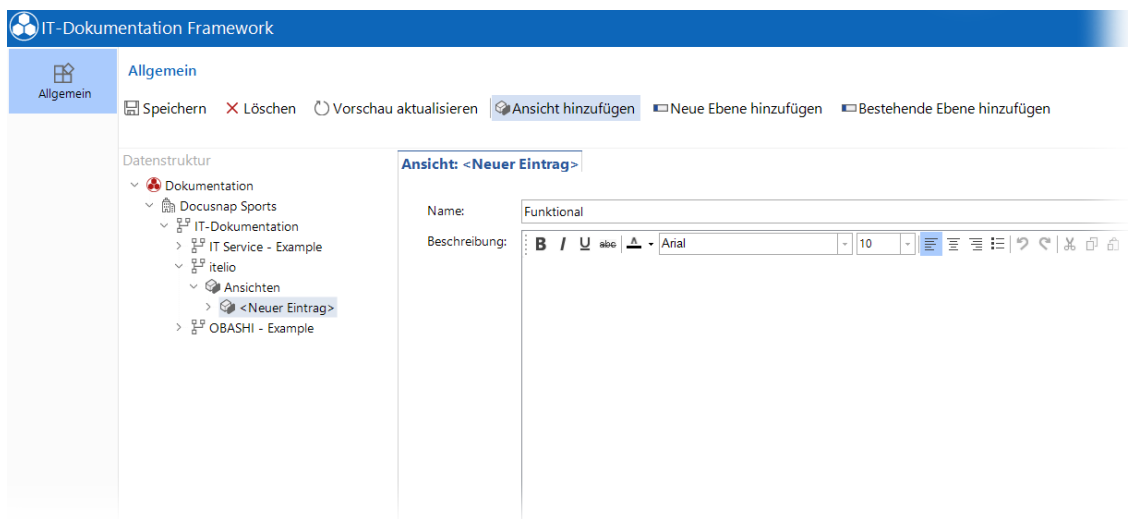 IT-Dokumentation Framework
Allgemein
Allgemein
Speichern Löschen Vorschau aktualisieren Ansicht hinzufügen Neue Ebene hinzufügen Bestehende Ebene hinzufügen
Datenstruktur
Dokumentation
Docusnap Sports
IT-Dokumentation
IT Service - Example
itelio
Ansichten
<Neuer Eintrag>
OBASHI - Example
Ansicht: <Neuer Eintrag>
Name: Funktional
Beschreibung: B I U abc A Arial 10